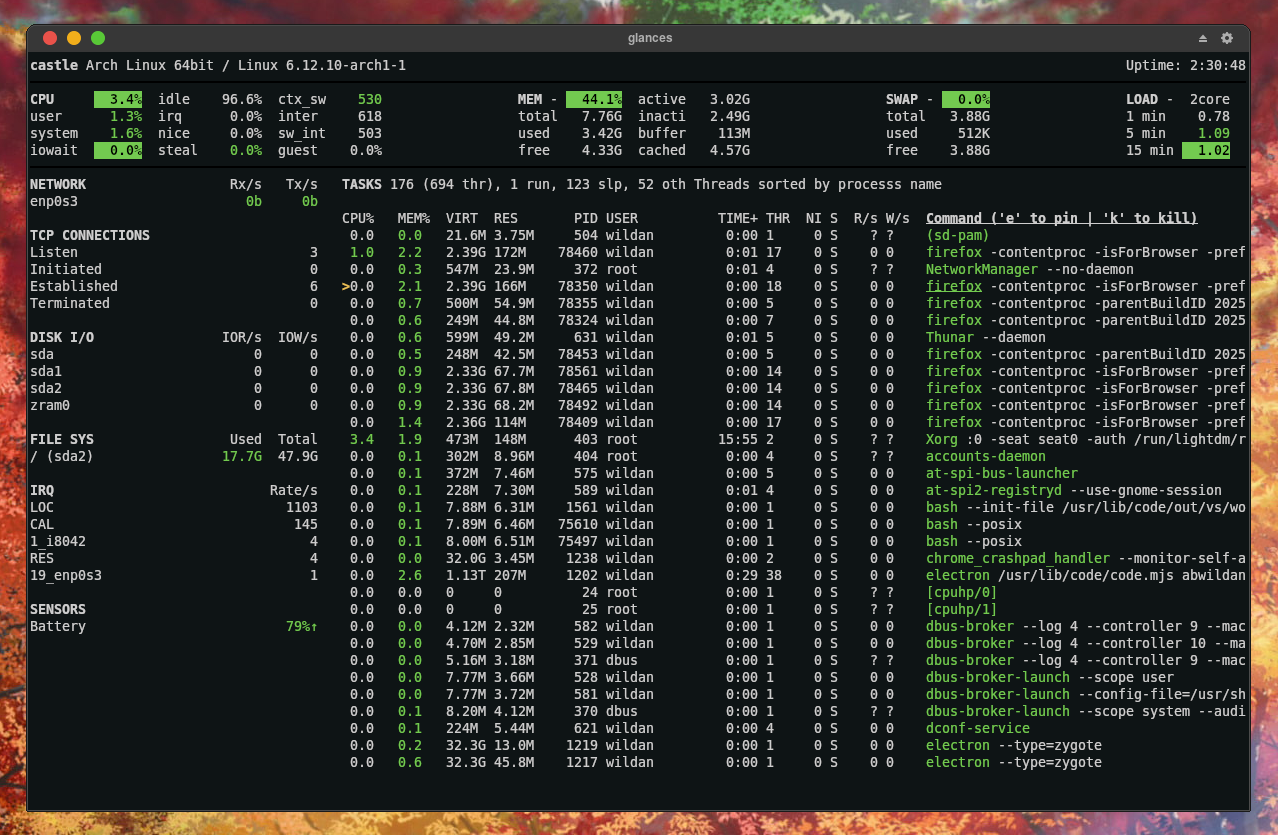 glances
castle Arch Linux 64bit / Linux 6.12.10-arch1-1 Uptime: 2:30:48
CPU 3.4% idle 96.6% ctx_sw 530 MEM - 44.1% active 3.02G SWAP - 0.0% LOAD - 2core
user 1.3% irq 0.0% inter 618 total 7.76G inacti 2.49G total 3.88G 1 min 0.78
system 1.6% nice 0.0% sw_int 503 used 3.42G buffer 113M used 512K 5 min 1.09
iowait 0.0% steal 0.0% guest 0.0% free 4.33G cached 4.57G free 3.88G 15 min 1.02
NETWORK Rx/s Tx/s TASKS 176 (694 thr), 1 run, 123 slp, 52 oth Threads sorted by processs name
enp0s3 0b 0b
CPU% MEM% VIRT RES PID USER TIME+ THR NI S R/s W/s Command ('e' to pin | 'k' to kill)
TCP CONNECTIONS 0.0 0.0 21.6M 3.75M 504 wildan 0:00 1 0 S ? ? (sd-pam)
Listen 3 1.0 2.2 2.39G 172M 78460 wildan 0:01 17 0 S 0 0 firefox -contentproc -isForBrowser -pref
Initiated 0 0.0 0.3 547M 23.9M 372 root 0:01 4 0 S ? ? NetworkManager --no-daemon
Established 6 >0.0 2.1 2.39G 166M 78350 wildan 0:00 18 0 S 0 0 firefox -contentproc -isForBrowser -pref
Terminated 0 0.0 0.7 500M 54.9M 78355 wildan 0:00 5 0 S 0 0 firefox -contentproc -parentBuildID 2025
0.0 0.6 249M 44.8M 78324 wildan 0:00 7 0 S 0 0 firefox -contentproc -parentBuildID 2025
DISK I/O IOR/s IOW/s 0.0 0.6 599M 49.2M 631 wildan 0:01 5 0 S 0 0 Thunar --daemon
sda 0 0 0.0 0.5 248M 42.5M 78453 wildan 0:00 5 0 S 0 0 firefox -contentproc -parentBuildID 2025
sda1 0 0 0.0 0.9 2.33G 67.7M 78561 wildan 0:00 14 0 S 0 0 firefox -contentproc -isForBrowser -pref
sda2 0 0 0.0 0.9 2.33G 67.8M 78465 wildan 0:00 14 0 S 0 0 firefox -contentproc -isForBrowser -pref
zram0 0 0 0.0 0.9 2.33G 68.2M 78492 wildan 0:00 14 0 S 0 0 firefox -contentproc -isForBrowser -pref
0.0 1.4 2.36G 114M 78409 wildan 0:00 17 0 S 0 0 firefox -contentproc -isForBrowser -pref
FILE SYS Used Total 3.4 1.9 473M 148M 403 root 15:55 2 0 S ? ? Xorg :0 -seat seat0 -auth /run/lightdm/r
/ (sda2) 17.7G 47.9G 0.0 0.1 302M 8.96M 404 root 0:00 4 0 S ? ? accounts-daemon
0.0 0.1 372M 7.46M 575 wildan 0:00 5 0 S 0 0 at-spi-bus-launcher
IRQ Rate/s 0.0 0.1 228M 7.30M 589 wildan 0:01 4 0 S 0 0 at-spi2-registryd --use-gnome-session
LOC 1103 0.0 0.1 7.88M 6.31M 1561 wildan 0:00 1 0 S 0 0 bash --init-file /usr/lib/code/out/vs/wo
CAL 145 0.0 0.1 7.89M 6.46M 75610 wildan 0:00 1 0 S 0 0 bash --posix
1_i8042 4 0.0 0.1 8.00M 6.51M 75497 wildan 0:00 1 0 S 0 0 bash --posix
RES 4 0.0 0.0 32.0G 3.45M 1238 wildan 0:00 2 0 S 0 0 chrome_crashpad_handler --monitor-self-a
19_enp0s3 1 0.0 2.6 1.13T 207M 1202 wildan 0:29 38 0 S 0 0 electron /usr/lib/code/code.mjs abwildan
0.0 0.0 0 0 24 root 0:00 1 0 S ? ? [cpuhp/0]
SENSORS 0.0 0.0 0 0 25 root 0:00 1 0 S ? ? [cpuhp/1]
Battery 79%↑ 0.0 0.0 4.12M 2.32M 582 wildan 0:00 1 0 S 0 0 dbus-broker --log 4 --controller 9 --mac
0.0 0.0 4.70M 2.85M 529 wildan 0:00 1 0 S 0 0 dbus-broker --log 4 --controller 10 --ma
0.0 0.0 5.16M 3.18M 371 dbus 0:00 1 0 S ? ? dbus-broker --log 4 --controller 9 --mac
0.0 0.0 7.77M 3.66M 528 wildan 0:00 1 0 S 0 0 dbus-broker-launch --scope user
0.0 0.0 7.77M 3.72M 581 wildan 0:00 1 0 S 0 0 dbus-broker-launch --config-file=/usr/sh
0.0 0.1 8.20M 4.12M 370 dbus 0:00 1 0 S ? ? dbus-broker-launch --scope system --audi
0.0 0.1 224M 5.44M 621 wildan 0:00 4 0 S 0 0 dconf-service
0.0 0.2 32.3G 13.0M 1219 wildan 0:00 1 0 S 0 0 electron --type=zygote
0.0 0.6 32.3G 45.8M 1217 wildan 0:00 1 0 S 0 0 electron --type=zygote